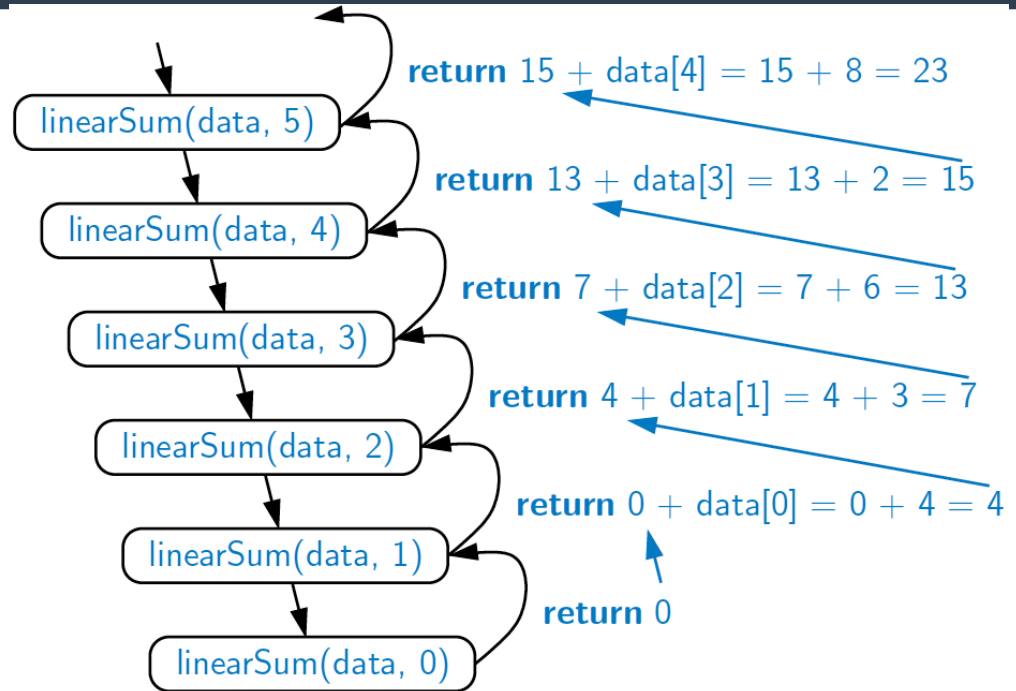 return 15 + data[4] = 15 + 8 = 23
linearSum(data, 5)
return 13 + data[3] = 13 + 2 = 15
linearSum(data, 4)
return 7 + data[2] = 7 + 6 = 13
linearSum(data, 3)
return 4 + data[1] = 4 + 3 = 7
linearSum(data, 2)
return 0 + data[0] = 0 + 4 = 4
linearSum(data, 1)
return 0
linearSum(data, 0)